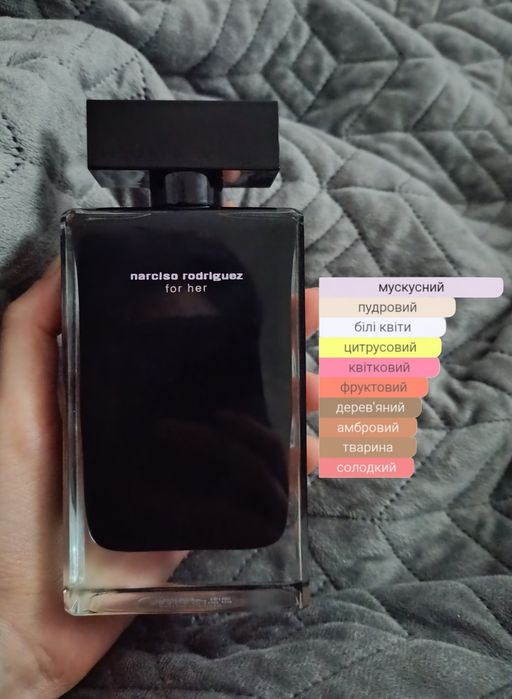 narciso rodriguez
for her
мускусний
пудровий
білі квіти
цитрусовий
квітковий
фруктовий
дерев'яний
амбровий
тварина
солодкий